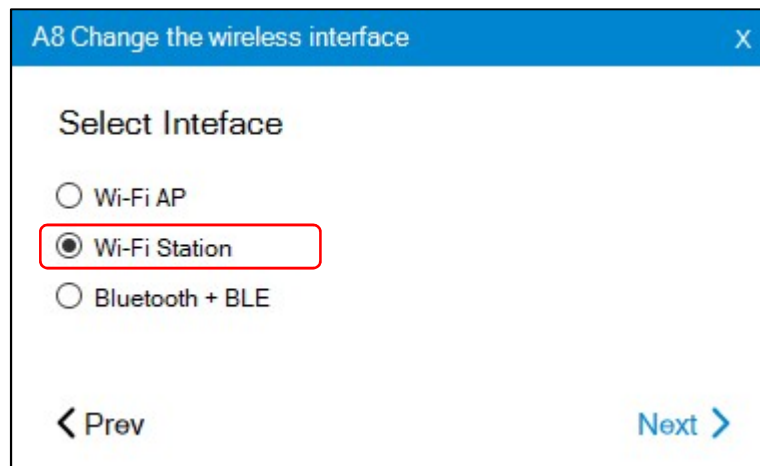 A8 Change the wireless interface X
Select Inteface
Wi-Fi AP
Wi-Fi Station
Bluetooth + BLE
Prev Next